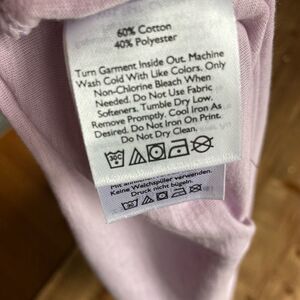 60% Cotton
40% Polyester
Turn Garment Inside Out. Machine
Wash Cold With Like Colors. Only
Non-Chlorine Bleach When
Needed. Do Not Use Fabric
Softeners. Tumble Dry Low.
Remove Promptly. Cool Iron As
Desired. Do Not Iron On Print.
Do Not Dry Clean.
30C
Keine Weichspüler verwenden.
Druck nicht bügeln.